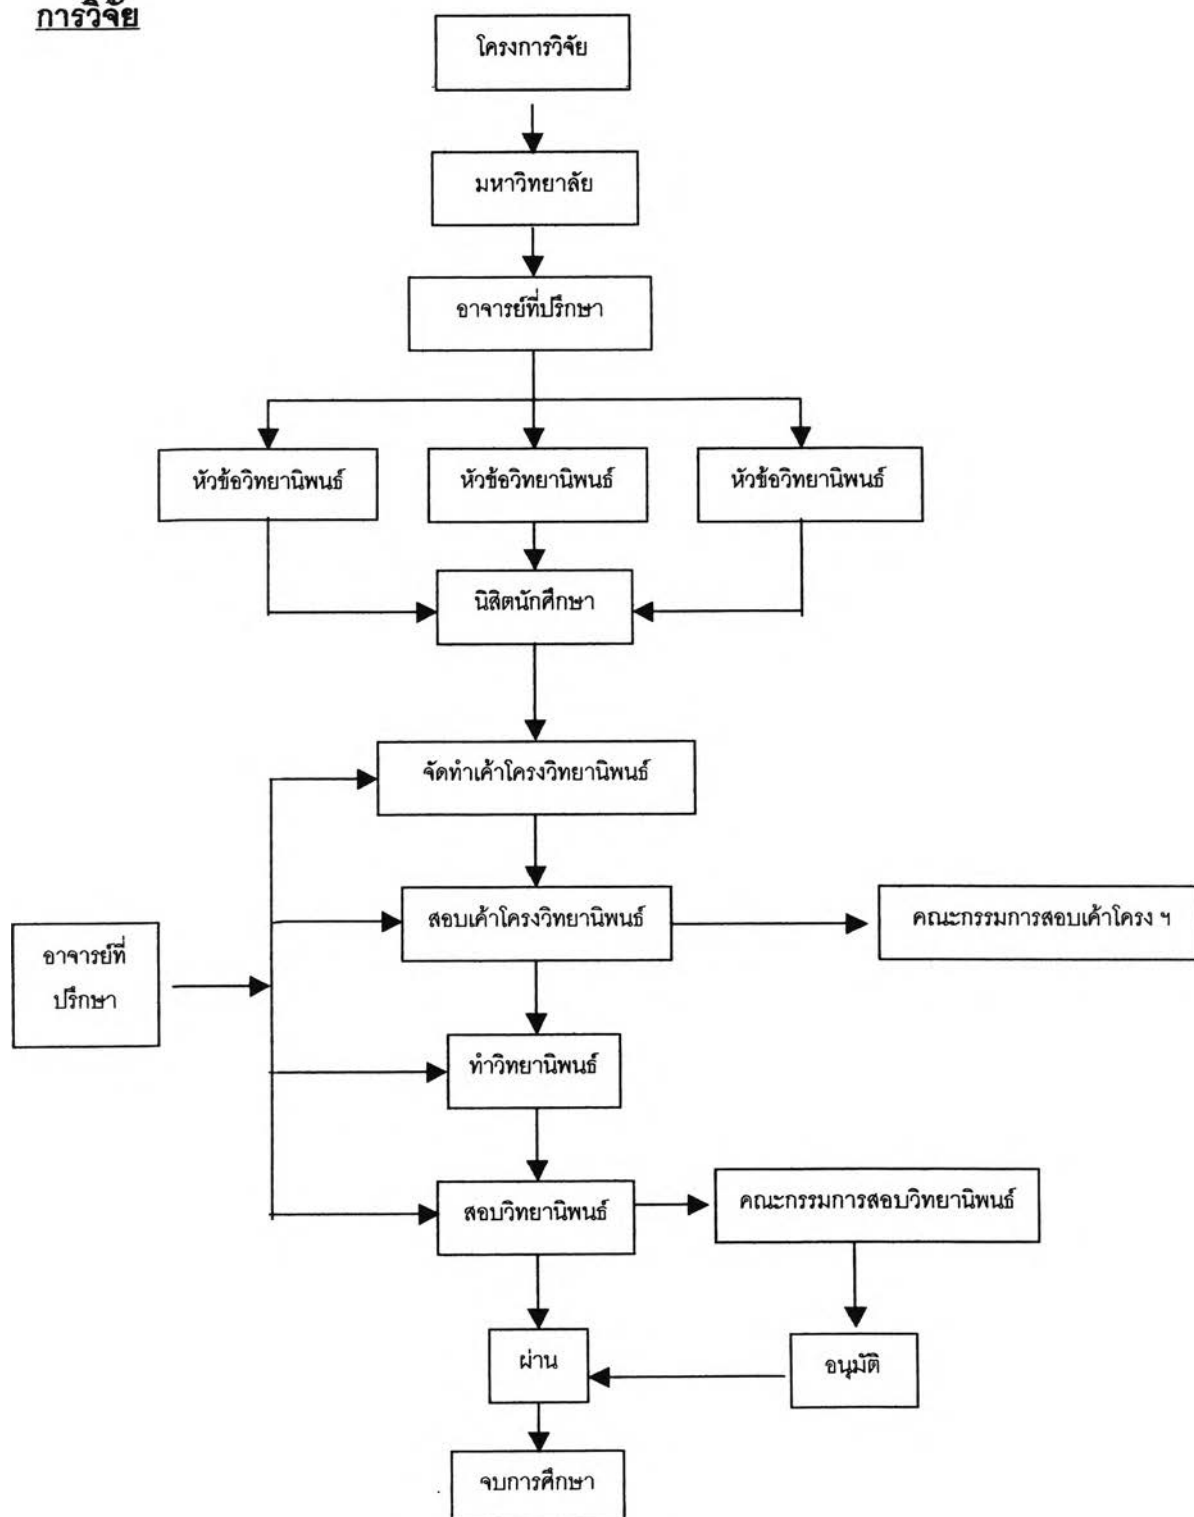 การวิจัย
โครงการวิจัย
มหาวิทยาลัย
อาจารย์ที่ปรึกษา
หัวข้อวิทยานิพนธ์
หัวข้อวิทยานิพนธ์
หัวข้อวิทยานิพนธ์
นิสิตนักศึกษา
จัดทำเค้าโครงวิทยานิพนธ์
สอบเค้าโครงวิทยานิพนธ์
คณะกรรมการสอบเค้าโครง ฯ
อาจารย์ที่
ปรึกษา
ทำวิทยานิพนธ์
สอบวิทยานิพนธ์
คณะกรรมการสอบวิทยานิพนธ์
ผ่าน
อนุมัติ
จบการศึกษา